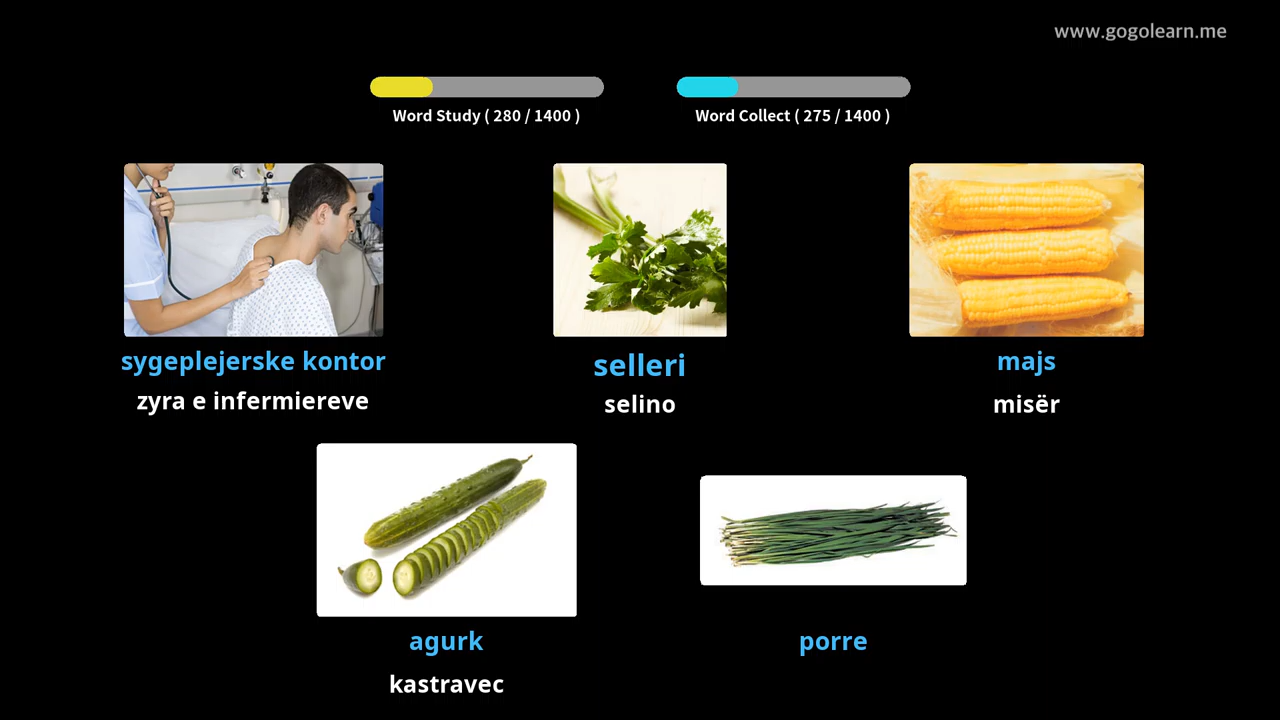 www.gogolearn.me
Word Study ( 280 / 1400 )
Word Collect ( 275 / 1400 )
sygeplejerske kontor
zyra e infermiereve
selleri
selino
majs
misër
agurk
kastravec
porre